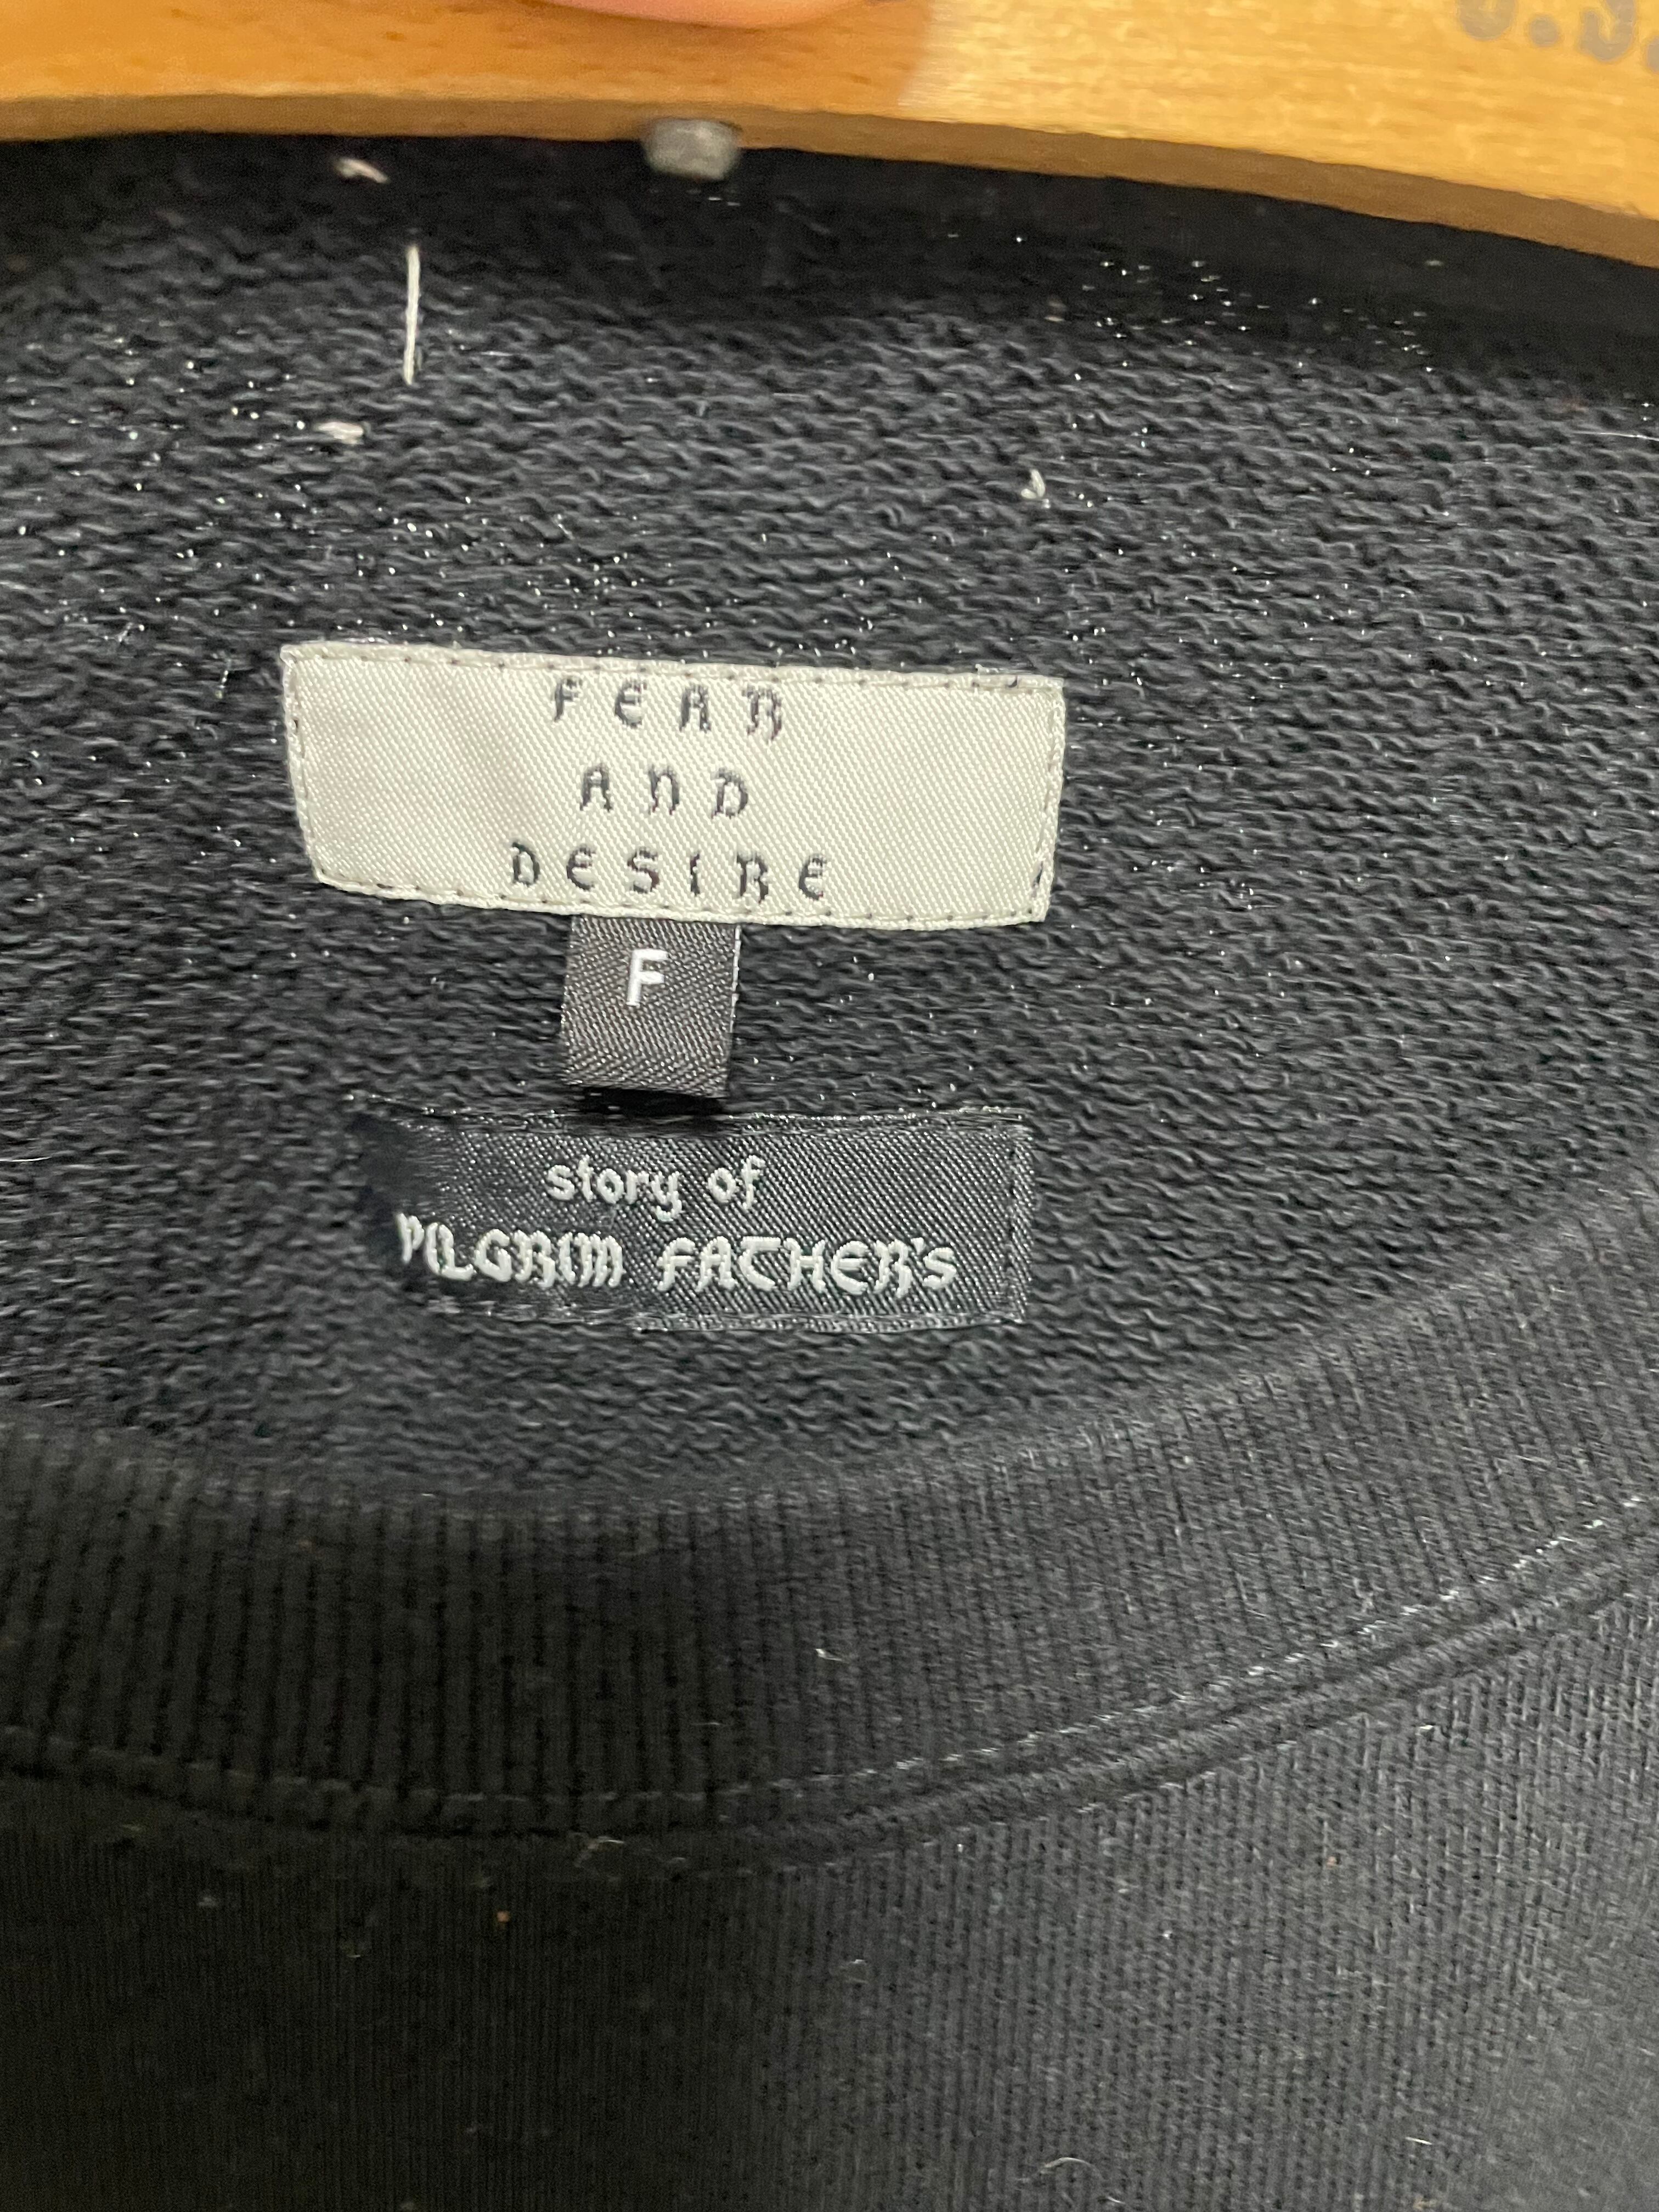 FEAR
AND
DESIRE
F
story of
PILGRIM FATHER'S